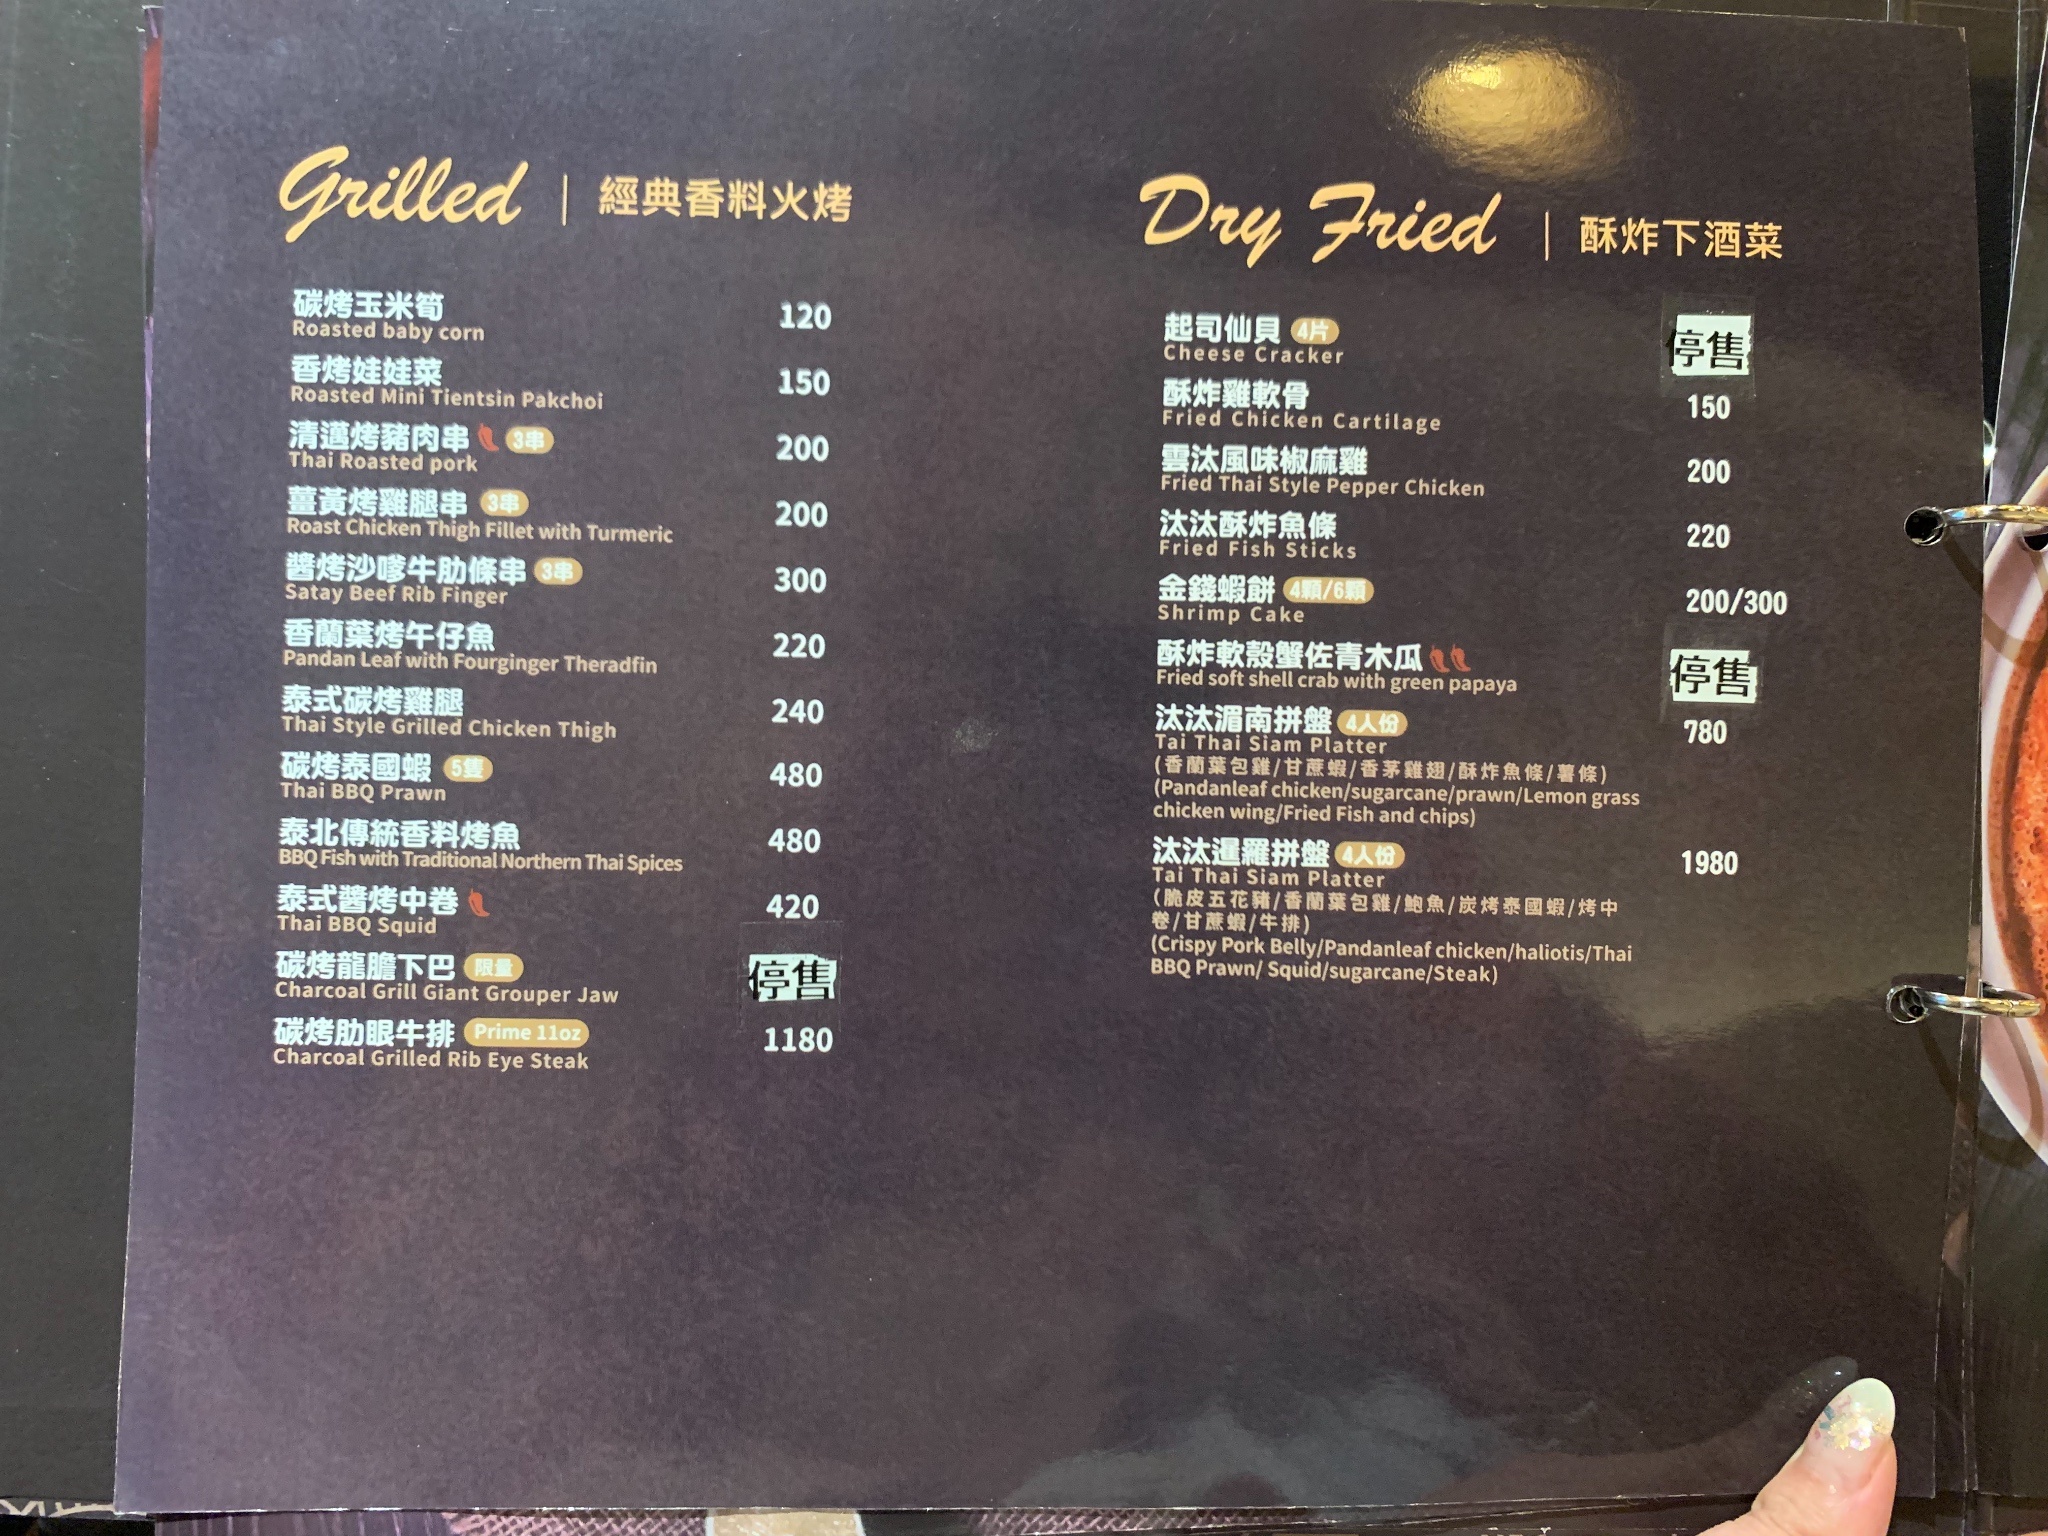 Grilled | 經典香料火烤
碳烤玉米筍 120
Roasted baby corn
香烤娃娃菜 150
Roasted Mini Tientsin Pakchoi
清邁烤豬肉串 3串 200
Thai Roasted pork
薑黃烤雞腿串 3串 200
Roast Chicken Thigh Fillet with Turmeric
醬烤沙嗲牛肋條串 3串 300
Satay Beef Rib Finger
香蘭葉烤午仔魚 220
Pandan Leaf with Fourginger Theradfin
泰式碳烤雞腿 240
Thai Style Grilled Chicken Thigh
碳烤泰國蝦 5隻 480
Thai BBQ Prawn
泰北傳統香料烤魚 480
BBQ Fish with Traditional Northern Thai Spices
泰式醬烤中卷 420
Thai BBQ Squid
碳烤龍膽下巴 限量 停售
Charcoal Grill Giant Grouper Jaw
碳烤肋眼牛排 Prime 11oz 1180
Charcoal Grilled Rib Eye Steak
Dry Fried | 酥炸下酒菜
起司仙貝 4片 停售
Cheese Cracker
酥炸雞軟骨 150
Fried Chicken Cartilage
雲汰風味椒麻雞 200
Fried Thai Style Pepper Chicken
汰汰酥炸魚條 220
Fried Fish Sticks
金錢蝦餅 4顆/6顆 200/300
Shrimp Cake
酥炸軟殼蟹佐青木瓜 停售
Fried soft shell crab with green papaya
汰汰湄南拼盤 4人份 780
Tai Thai Siam Platter
(香蘭葉包雞/甘蔗蝦/香茅雞翅/酥炸魚條/薯條)
(Pandanleaf chicken/sugarcane/prawn/Lemon grass
chicken wing/Fried Fish and chips)
汰汰暹羅拼盤 4人份 1980
Tai Thai Siam Platter
(脆皮五花豬/香蘭葉包雞/鮑魚/炭烤泰國蝦/烤中
卷/甘蔗蝦/牛排)
(Crispy Pork Belly/Pandanleaf chicken/haliotis/Thai
BBQ Prawn/ Squid/sugarcane/Steak)